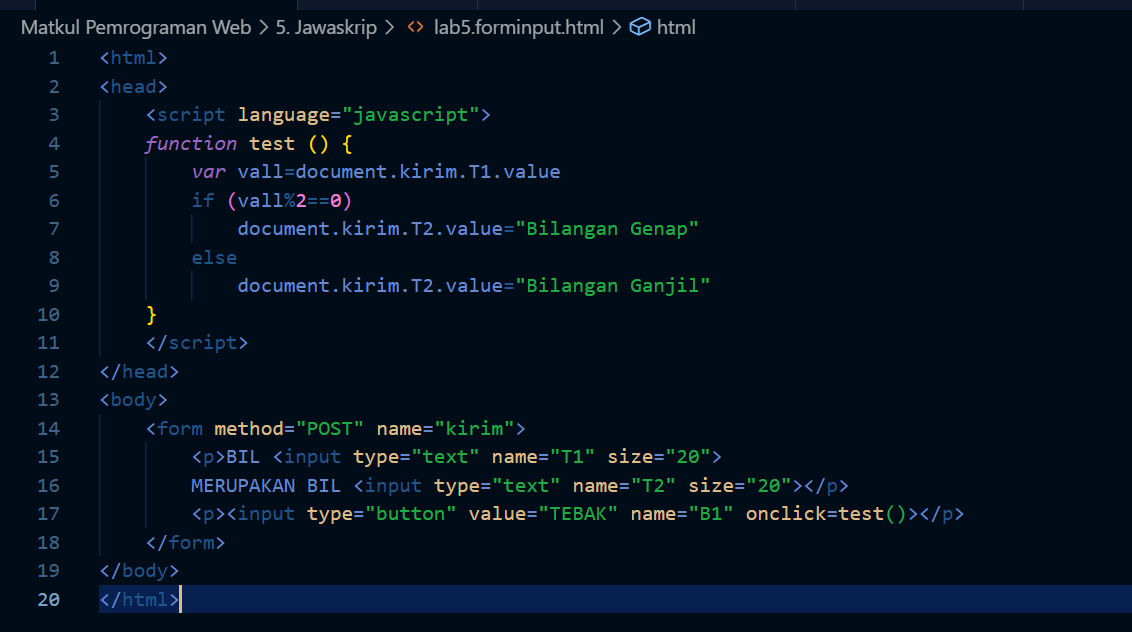 Matkul Pemrograman Web > 5. Jawaskrip > <> lab5.forminput.html > html
1 <html>
2 <head>
3 <script language="javascript">
4 function test () {
5 var vall=document.kirim.T1.value
6 if (vall%2==0)
7 document.kirim.T2.value="Bilangan Genap"
8 else
9 document.kirim.T2.value="Bilangan Ganjil"
10 }
11 </script>
12 </head>
13 <body>
14 <form method="POST" name="kirim">
15 <p>BIL <input type="text" name="T1" size="20">
16 MERUPAKAN BIL <input type="text" name="T2" size="20"></p>
17 <p><input type="button" value="TEBAK" name="B1" onclick=test()></p>
18 </form>
19 </body>
20 </html>